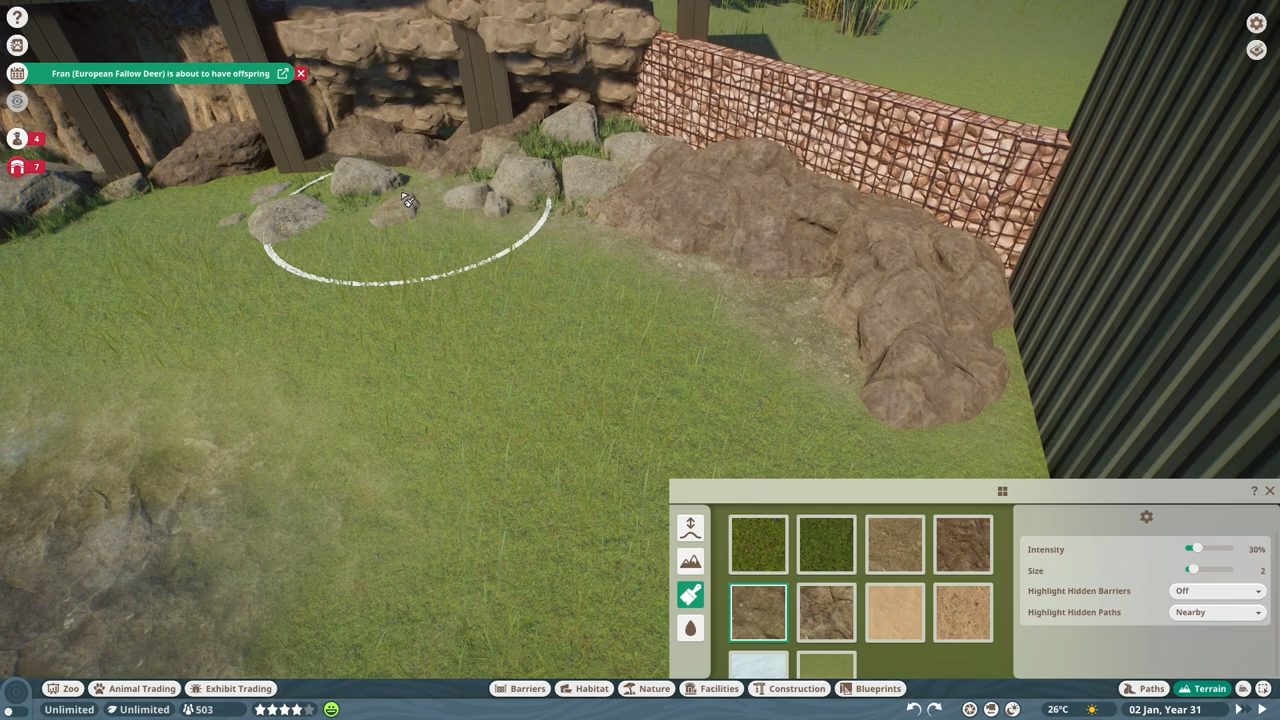 ?
Fran (European Fallow Deer) is about to have offspring
4
7
? ×
Intensity 30%
Size 2
Highlight Hidden Barriers Off
Highlight Hidden Paths Nearby
Zoo Animal Trading Exhibit Trading Barriers Habitat Nature Facilities Construction Blueprints Paths Terrain
Unlimited Unlimited 503 26°C 02 Jan, Year 31